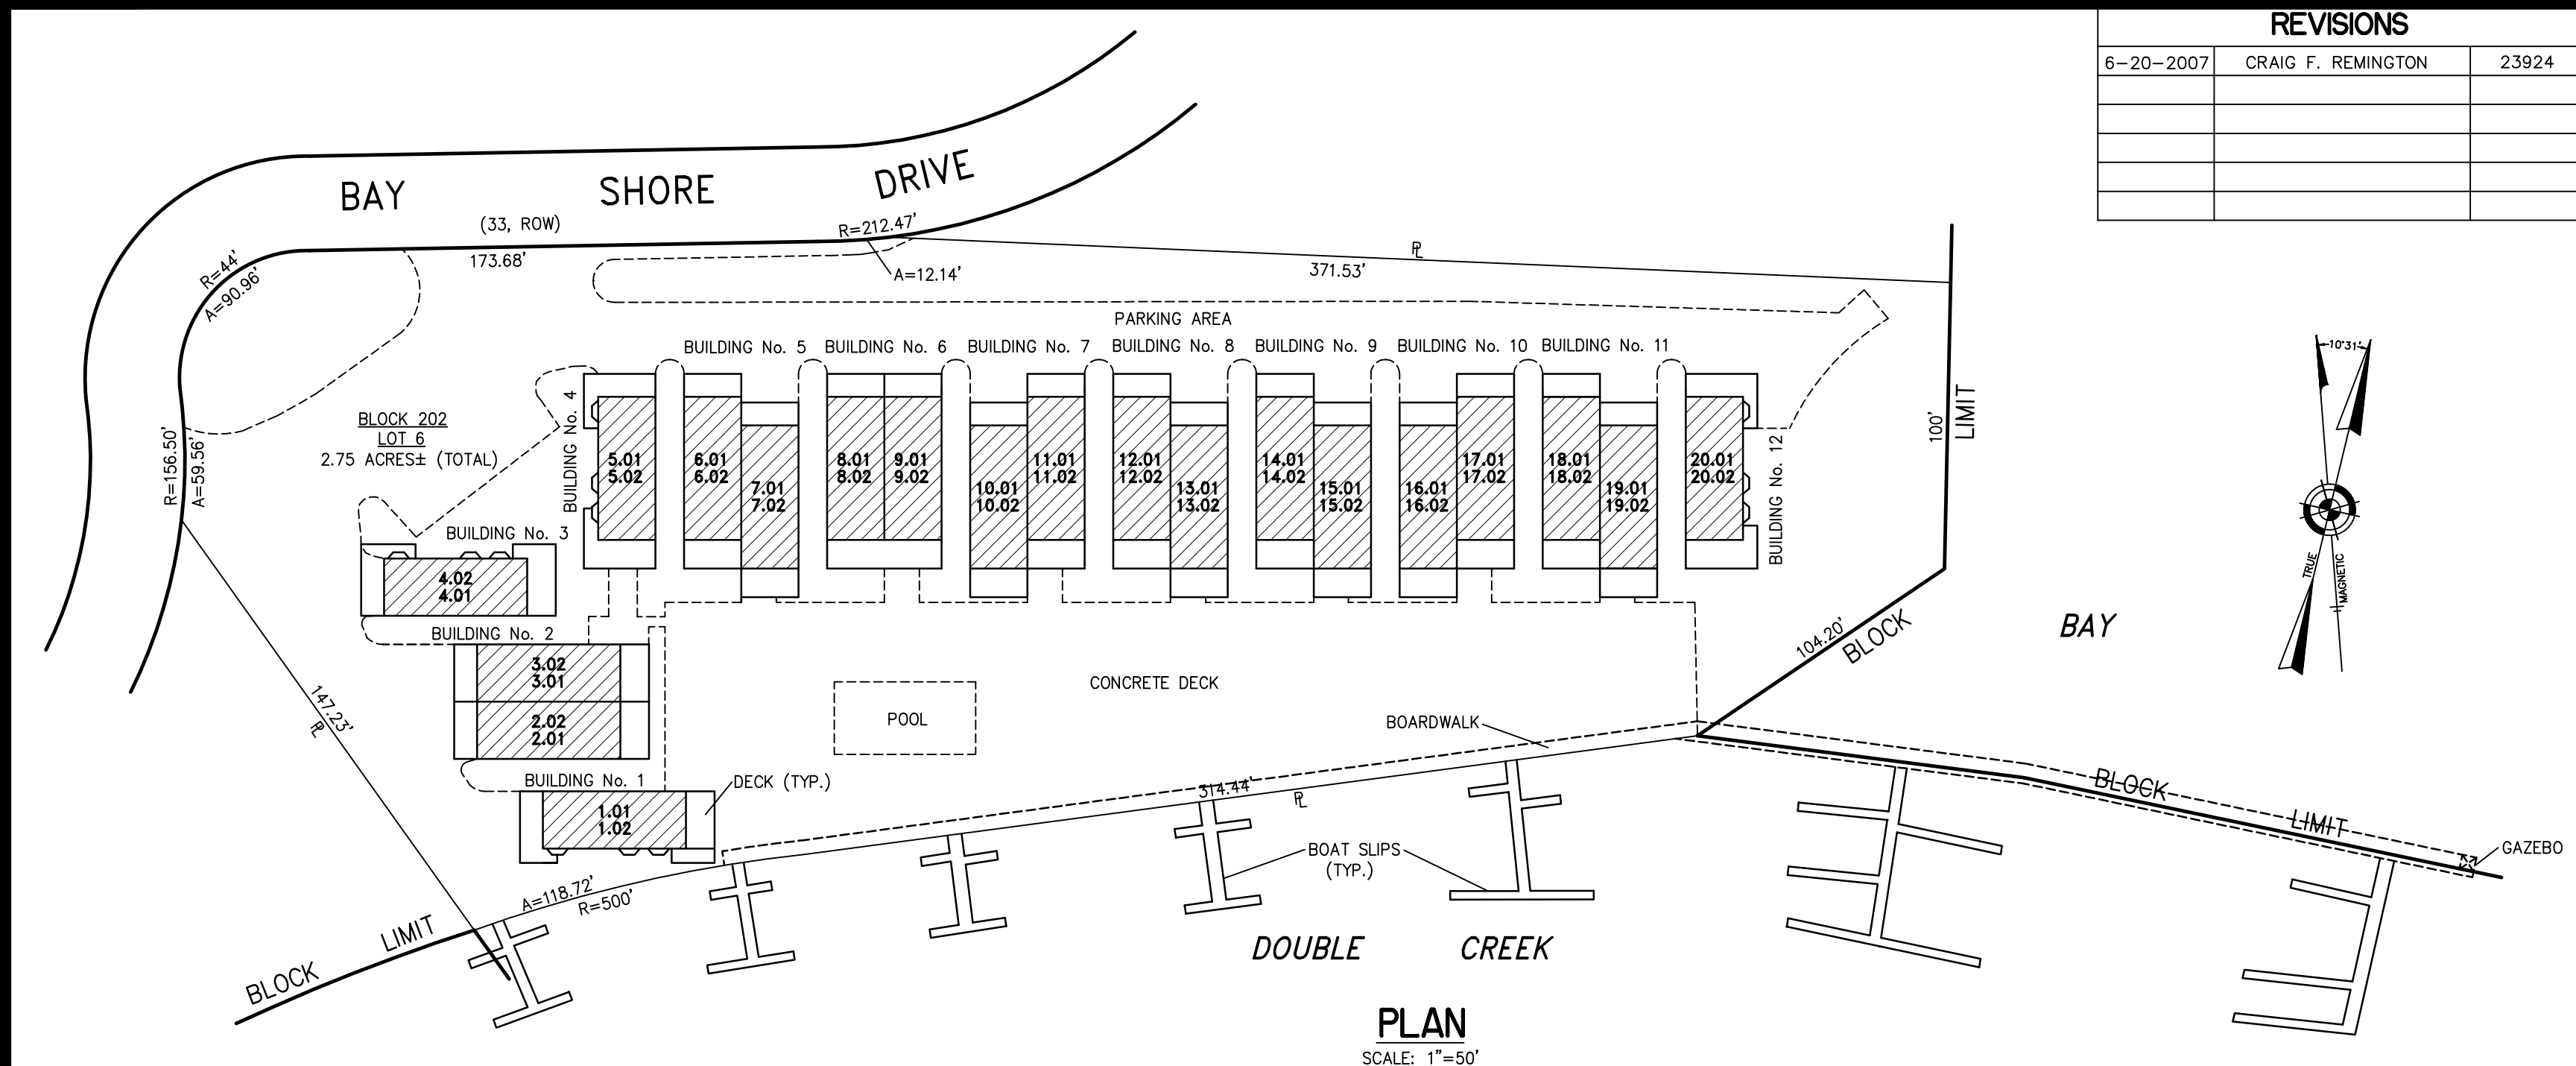 REVISIONS
6-20-2007 CRAIG F. REMINGTON 23924
BAY SHORE DRIVE
(33, ROW)
R=212.47'
173.68'
A=12.14'
R=44'
A=90.96'
PL
371.53'
PARKING AREA
BUILDING No. 5 BUILDING No. 6 BUILDING No. 7 BUILDING No. 8 BUILDING No. 9 BUILDING No. 10 BUILDING No. 11
10°31'
BLOCK 202
LOT 6
2.75 ACRES± (TOTAL)
R=156.50'
A=59.56'
BUILDING No. 4
5.01
5.02
6.01
6.02
7.01
7.02
8.01
8.02
9.01
9.02
10.01
10.02
11.01
11.02
12.01
12.02
13.01
13.02
14.01
14.02
15.01
15.02
16.01
16.02
17.01
17.02
18.01
18.02
19.01
19.02
20.01
20.02
BUILDING No. 12
100'
LIMIT
TRUE
MAGNETIC
BUILDING No. 3
4.02
4.01
BUILDING No. 2
3.02
3.01
2.02
2.01
BUILDING No. 1
1.01
1.02
DECK (TYP.)
147.23'
PL
POOL
CONCRETE DECK
BOARDWALK
104.20'
BLOCK
BAY
314.44'
PL
BOAT SLIPS
(TYP.)
BLOCK LIMIT
GAZEBO
A=118.72'
R=500'
BLOCK LIMIT
DOUBLE CREEK
PLAN
SCALE: 1"=50'